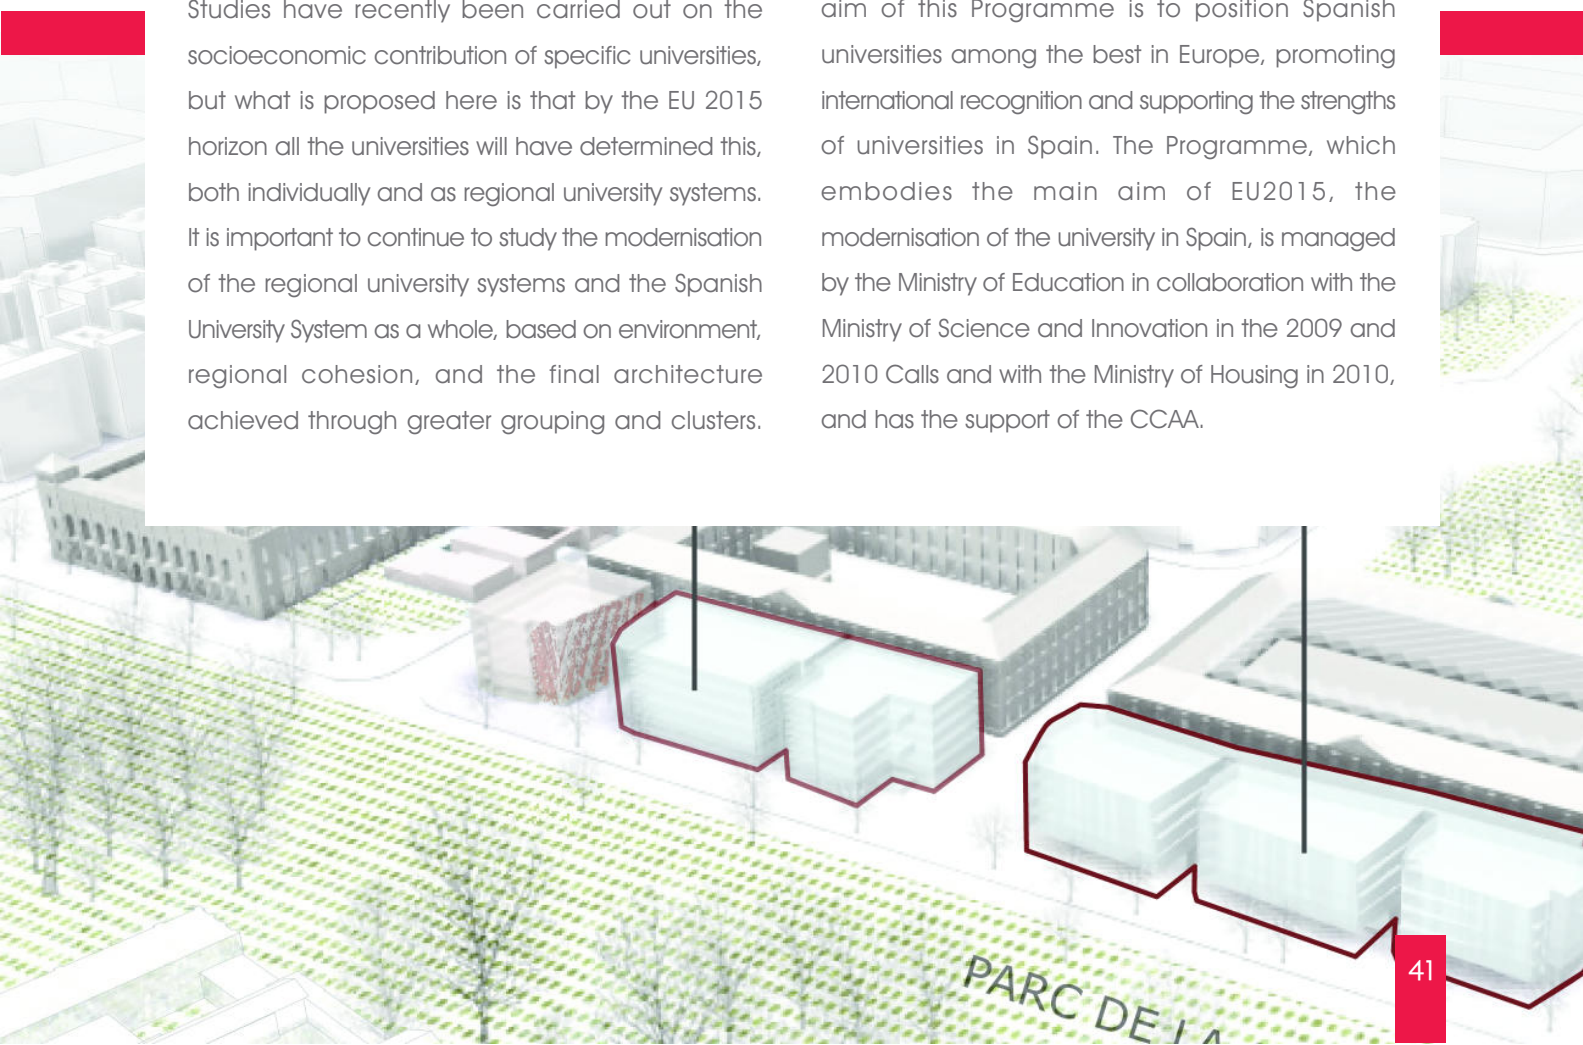 Studies have recently been carried out on the
socioeconomic contribution of specific universities,
but what is proposed here is that by the EU 2015
horizon all the universities will have determined this,
both individually and as regional university systems.
It is important to continue to study the modernisation
of the regional university systems and the Spanish
University System as a whole, based on environment,
regional cohesion, and the final architecture
achieved through greater grouping and clusters.
aim of this Programme is to position Spanish
universities among the best in Europe, promoting
international recognition and supporting the strengths
of universities in Spain. The Programme, which
embodies the main aim of EU2015, the
modernisation of the university in Spain, is managed
by the Ministry of Education in collaboration with the
Ministry of Science and Innovation in the 2009 and
2010 Calls and with the Ministry of Housing in 2010,
and has the support of the CCAA.
PARC DE LA
41